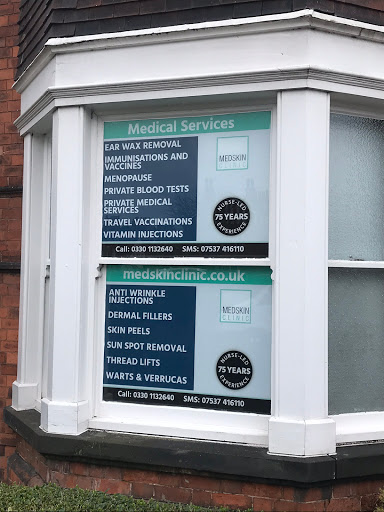 Medical Services
EAR WAX REMOVAL
IMMUNISATIONS AND
VACCINES
MENOPAUSE
PRIVATE BLOOD TESTS
PRIVATE MEDICAL
SERVICES
TRAVEL VACCINATIONS
VITAMIN INJECTIONS
MEDSKIN
CLINIC
NURSE-LED
75 YEARS
EXPERIENCE
Call: 0330 1132640 SMS: 07537 416110
medskinclinic.co.uk
ANTI WRINKLE
INJECTIONS
DERMAL FILLERS
SKIN PEELS
SUN SPOT REMOVAL
THREAD LIFTS
WARTS & VERRUCAS
MEDSKIN
CLINIC
NURSE-LED
75 YEARS
EXPERIENCE
Call: 0330 1132640 SMS: 07537 416110